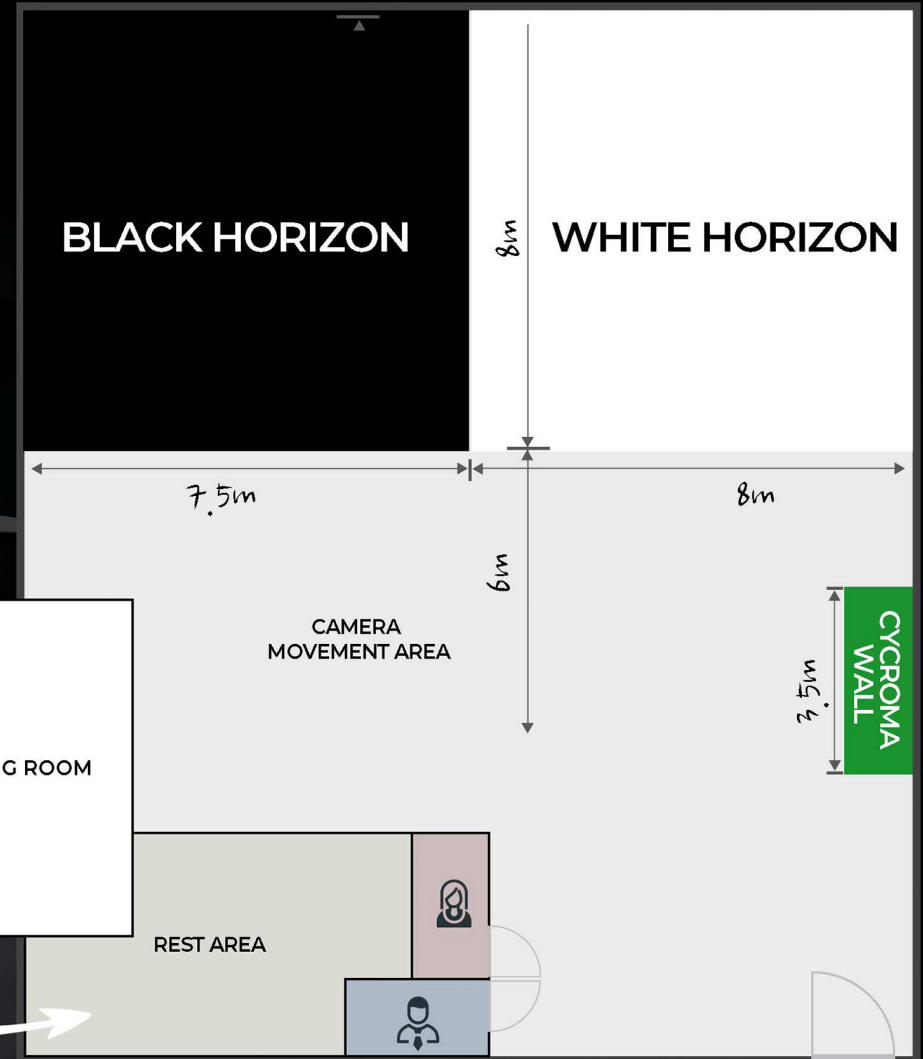 BLACK HORIZON
WHITE HORIZON
8m
7.5m
8m
6m
CAMERA
MOVEMENT AREA
CYCROMA
WALL
3.5m
G ROOM
REST AREA